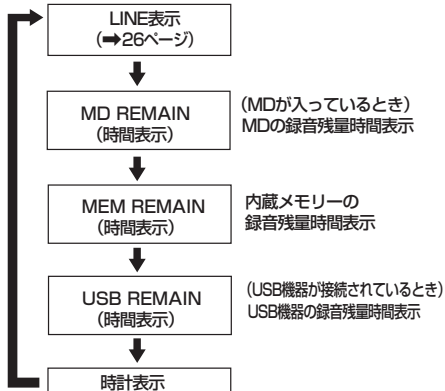 LINE表示
(➡26ページ)
MD REMAIN
(時間表示)
(MDが入っているとき)
MDの録音残量時間表示
MEM REMAIN
(時間表示)
内蔵メモリーの
録音残量時間表示
USB REMAIN
(時間表示)
(USB機器が接続されているとき)
USB機器の録音残量時間表示
時計表示